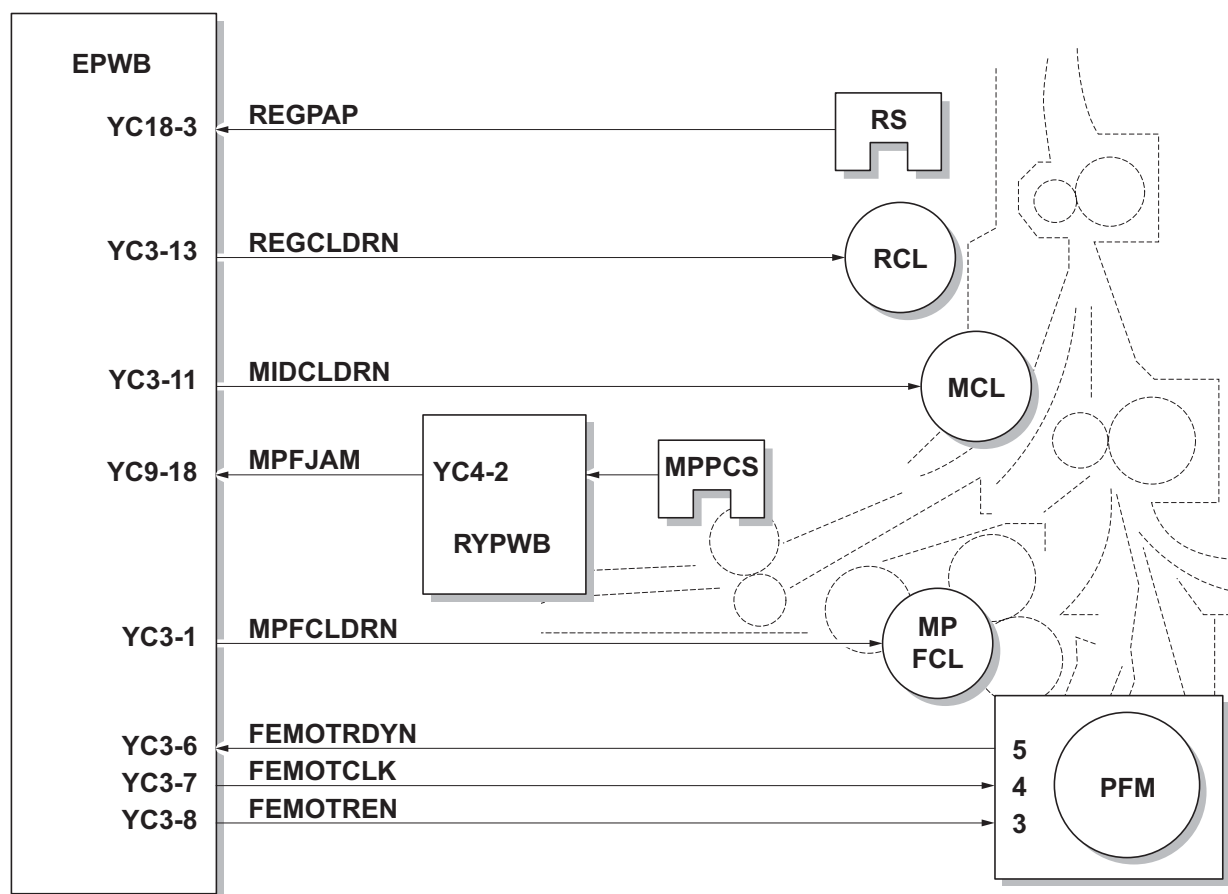 EPWB
YC18-3 REGPAP RS
YC3-13 REGCLDRN RCL
YC3-11 MIDCLDRN MCL
YC9-18 MPFJAM YC4-2 MPPCS
RYPWB
YC3-1 MPFCLDRN MP
FCL
YC3-6 FEMOTRDYN 5
YC3-7 FEMOTCLK 4 PFM
YC3-8 FEMOTREN 3